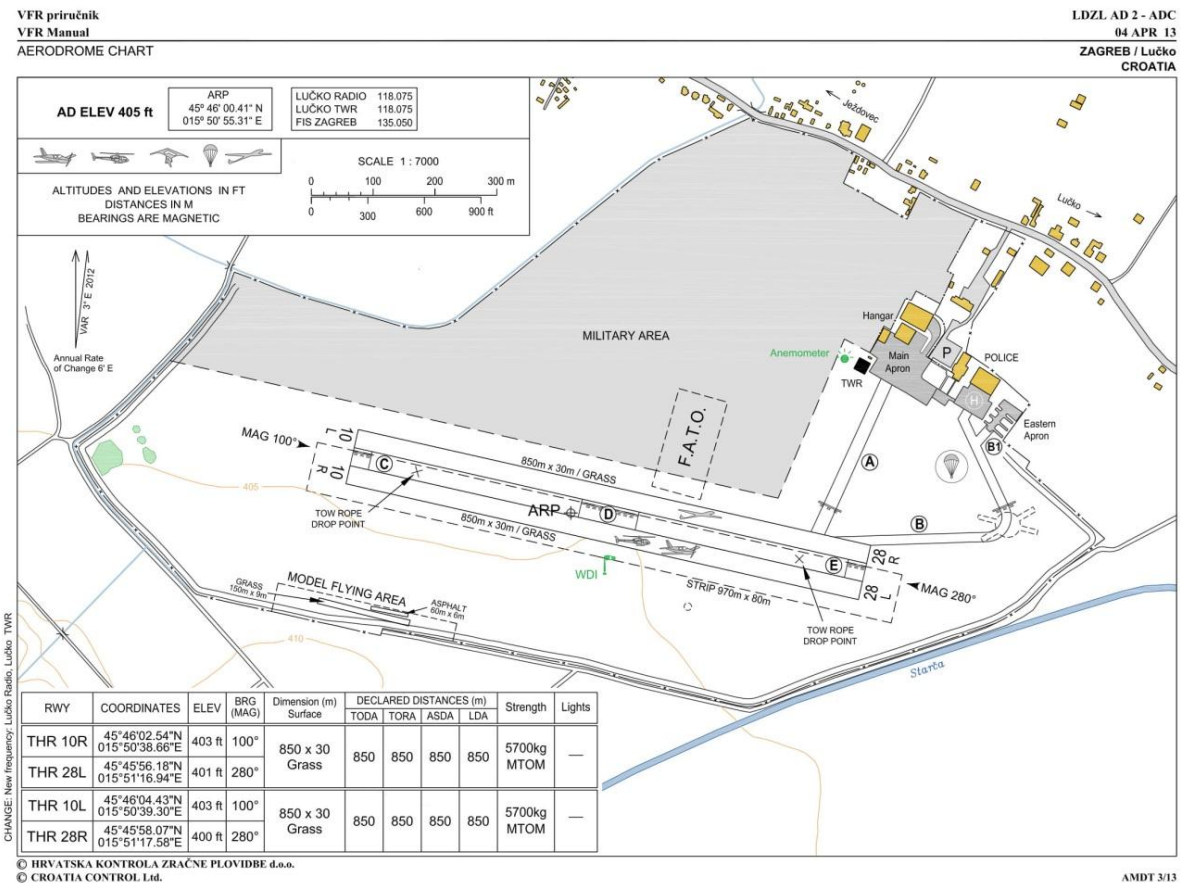 VFR priručnik
VFR Manual
AERODROME CHART
LDZL AD 2 - ADC
04 APR 13
ZAGREB / Lučko
CROATIA
AD ELEV 405 ft
ARP
45° 46' 00.41" N
015° 50' 55.31" E
LUČKO RADIO 118.075
LUČKO TWR 118.075
FIS ZAGREB 135.050
ALTITUDES AND ELEVATIONS IN FT
DISTANCES IN M
BEARINGS ARE MAGNETIC
SCALE 1 : 7000
0 100 200 300 m
0 300 600 900 ft
VAR 3° E 2012
Annual Rate
of Change 6' E
Ježdovec
Lučko
MILITARY AREA
Hangar
Anemometer
TWR
Main
Apron
P
POLICE
H
Eastern
Apron
B1
F.A.T.O.
A
B
MAG 100°
10
L
10
R
C
850m x 30m / GRASS
405
TOW ROPE
DROP POINT
ARP
D
850m x 30m / GRASS
WDI
E
28
R
28
L
MAG 280°
STRIP 970m x 80m
TOW ROPE
DROP POINT
MODEL FLYING AREA
GRASS
150m x 9m
ASPHALT
60m x 6m
410
Starča
RWY COORDINATES ELEV BRG (MAG) Dimension (m) Surface DECLARED DISTANCES (m) Strength Lights
TODA TORA ASDA LDA
THR 10R 45°46'02.54"N 015°50'38.66"E 403 ft 100° 850 x 30 Grass 850 850 850 850 5700kg MTOM —
THR 28L 45°45'56.18"N 015°51'16.94"E 401 ft 280°
THR 10L 45°46'04.43"N 015°50'39.30"E 403 ft 100° 850 x 30 Grass 850 850 850 850 5700kg MTOM —
THR 28R 45°45'58.07"N 015°51'17.58"E 400 ft 280°
CHANGE: New frequency: Lučko Radio, Lučko TWR
© HRVATSKA KONTROLA ZRAČNE PLOVIDBE d.o.o.
© CROATIA CONTROL Ltd.
AMDT 3/13